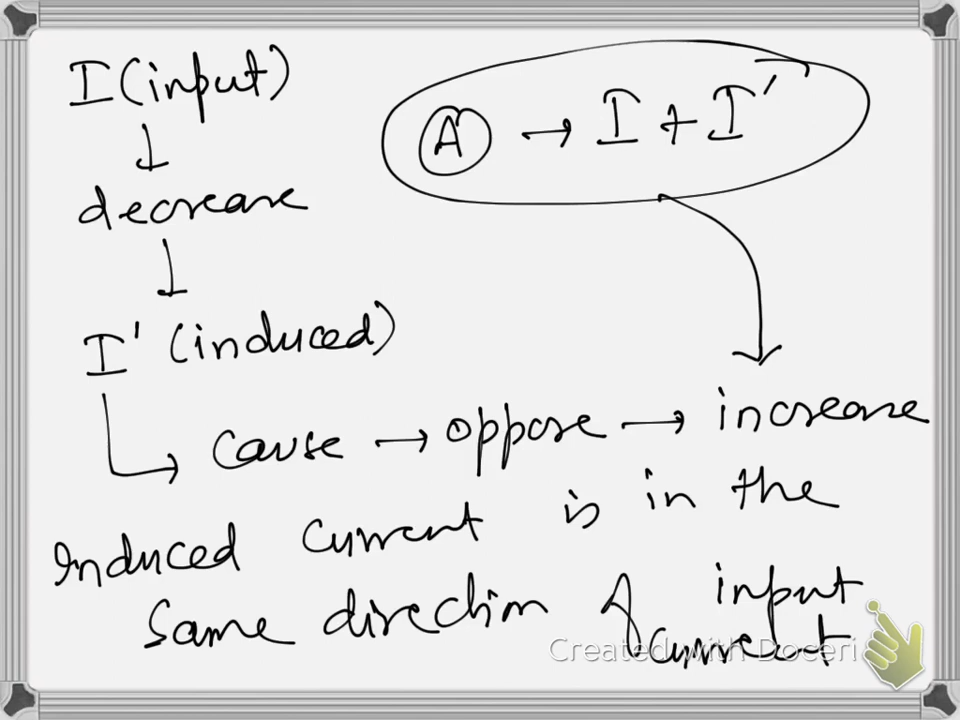 I (input)
↓
decrease
↓
I' (induced)
Ⓐ → I + I'
↳ cause → oppose → increase
Induced current is in the
same direction of input
current
Created with Doceri